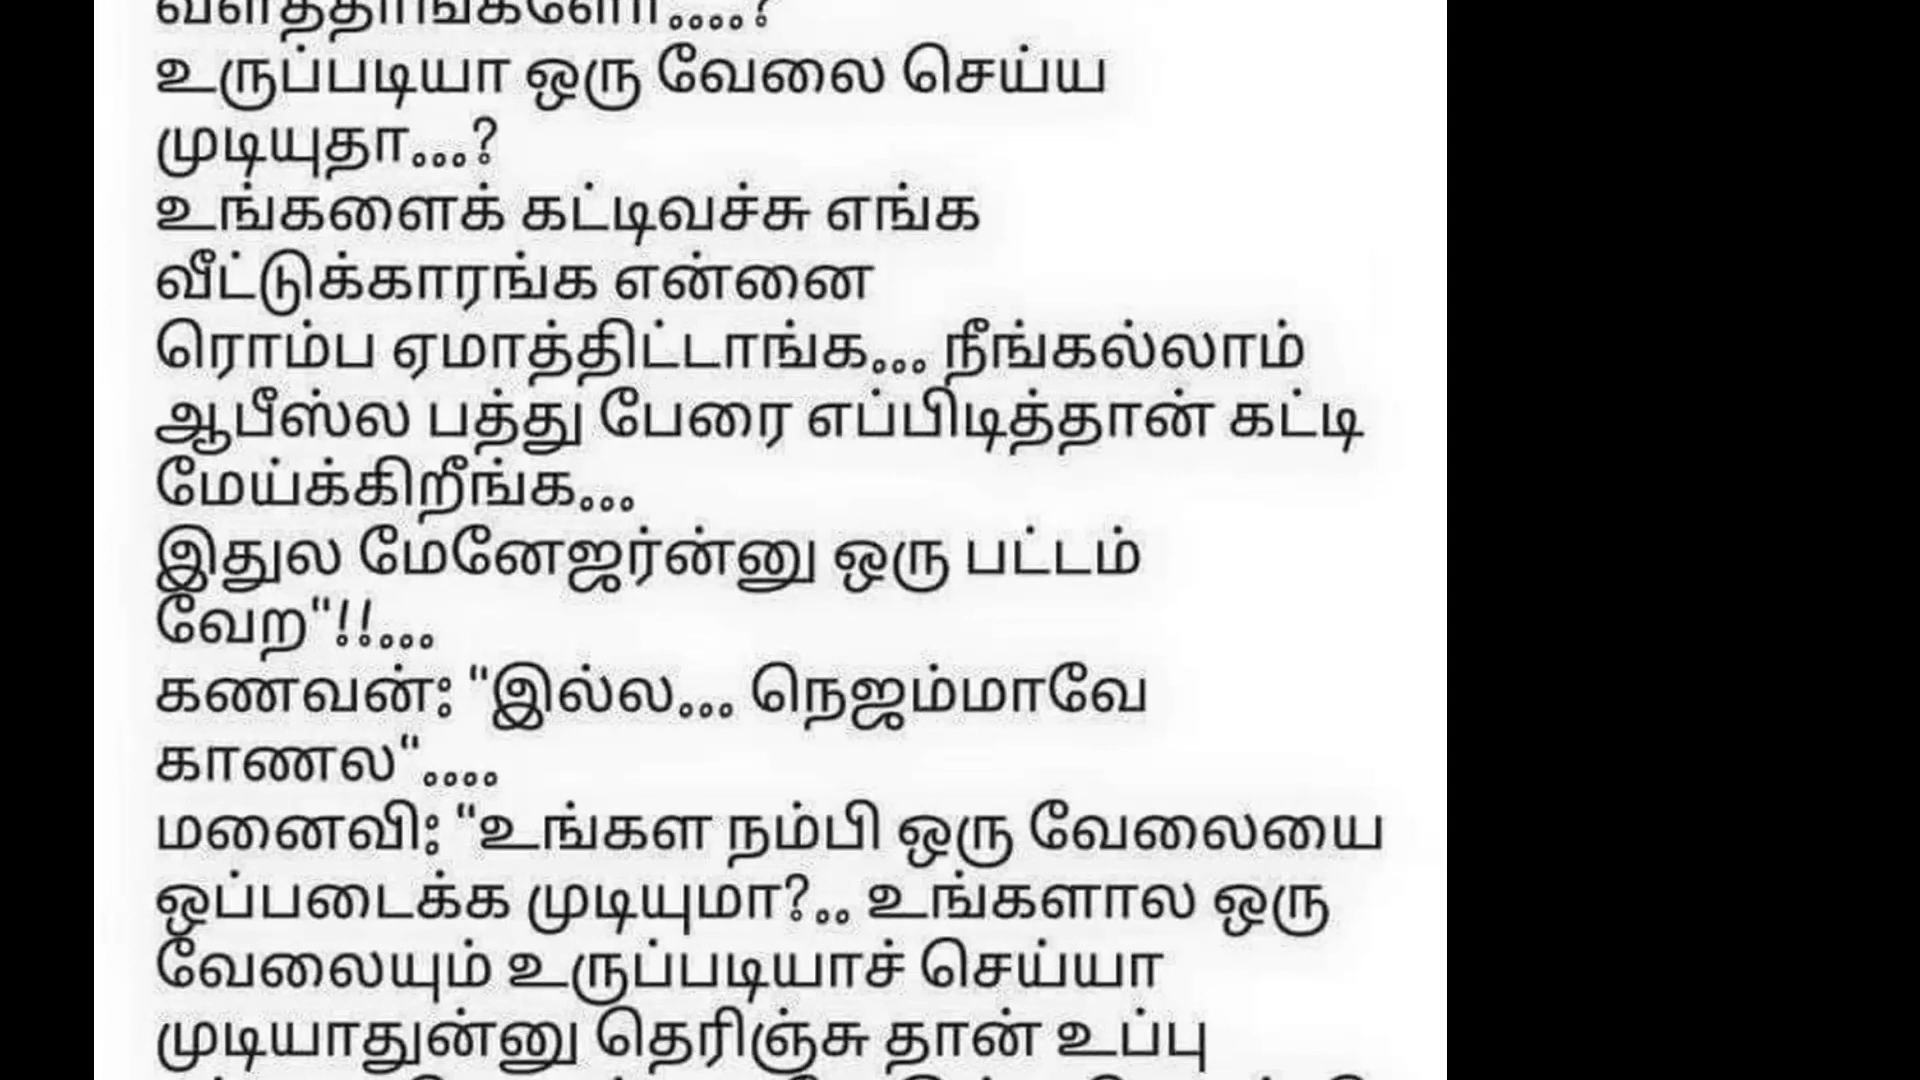 வளத்தாங்களோ....?
உருப்படியா ஒரு வேலை செய்ய
முடியுதா...?
உங்களைக் கட்டிவச்சு எங்க
வீட்டுக்காரங்க என்னை
ரொம்ப ஏமாத்திட்டாங்க... நீங்கல்லாம்
ஆபீஸ்ல பத்து பேரை எப்பிடித்தான் கட்டி
மேய்க்கிறீங்க...
இதுல மேனேஜர்ன்னு ஒரு பட்டம்
வேற"!!...
கணவன்: "இல்ல... நெஜம்மாவே
காணல"....
மனைவி: "உங்கள நம்பி ஒரு வேலையை
ஒப்படைக்க முடியுமா?.. உங்களால ஒரு
வேலையும் உருப்படியாச் செய்யா
முடியாதுன்னு தெரிஞ்சு தான் உப்பு